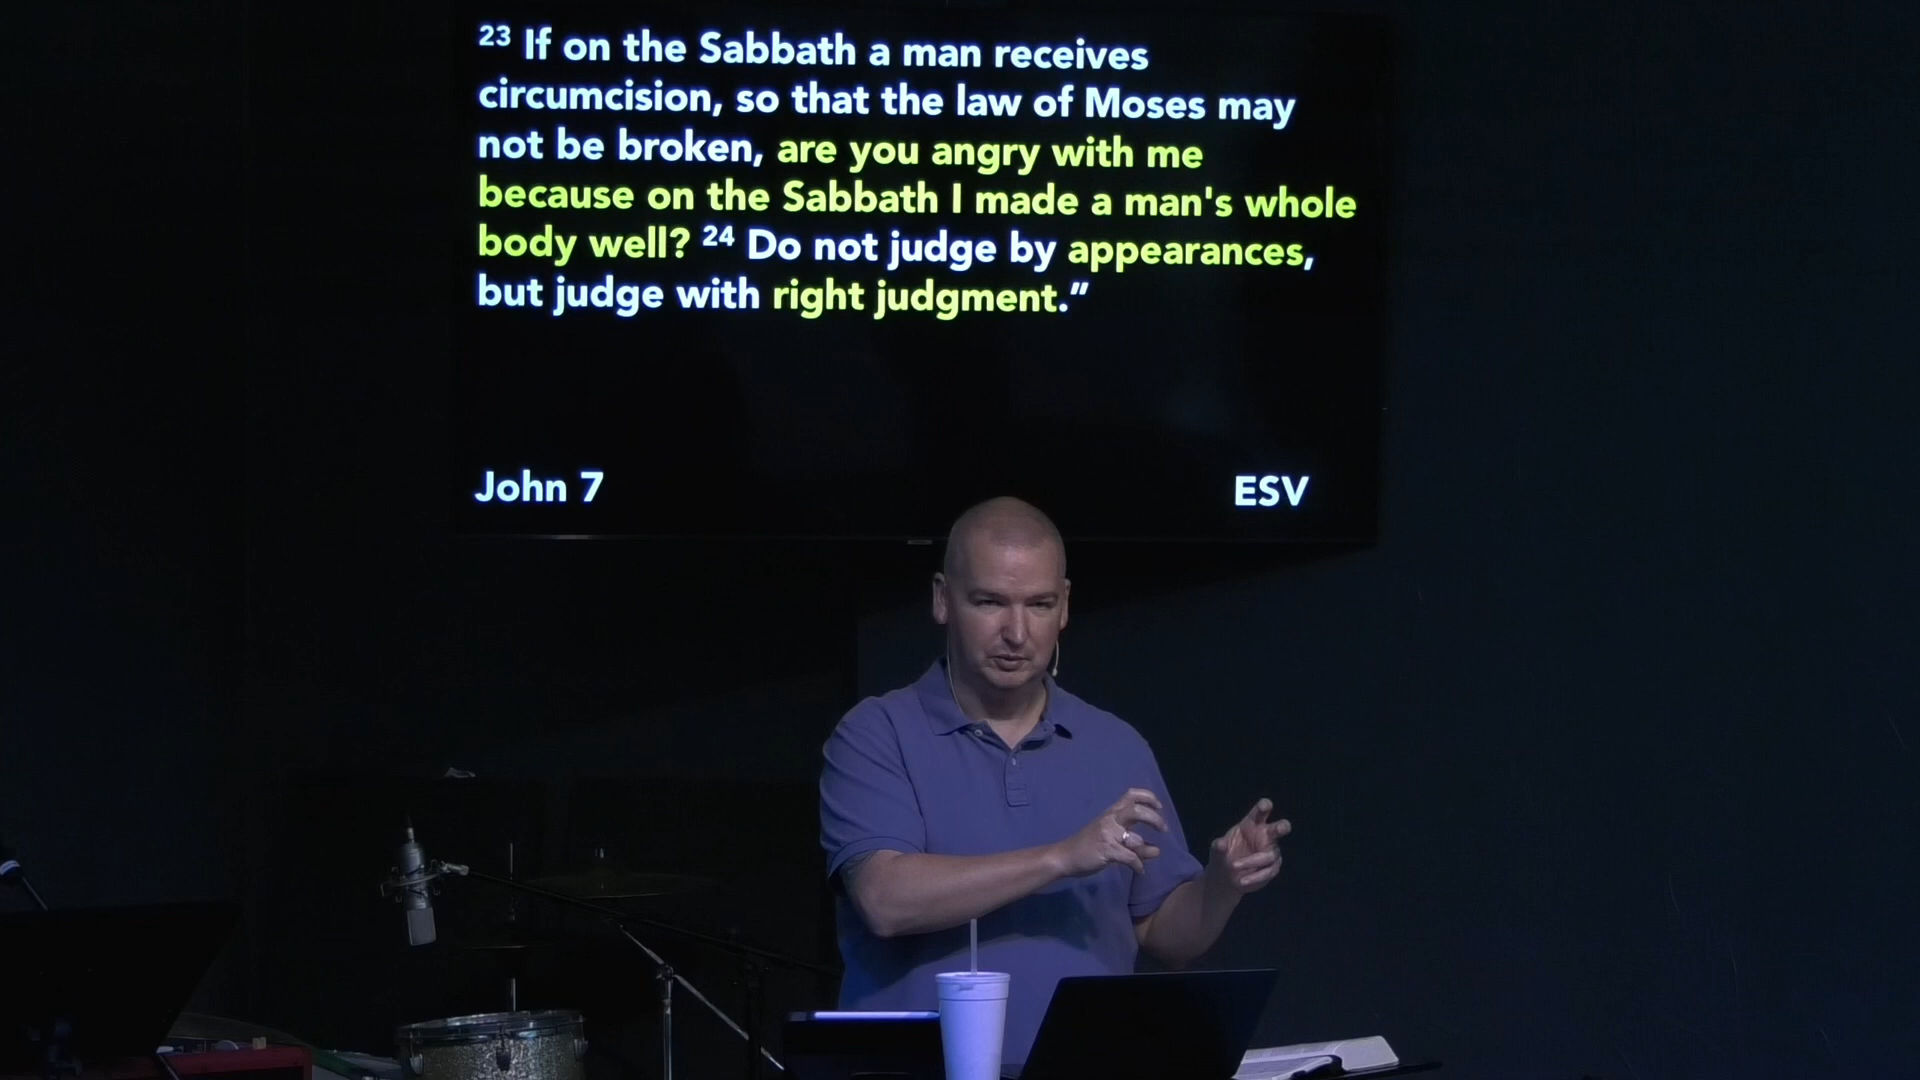 ²³ If on the Sabbath a man receives
circumcision, so that the law of Moses may
not be broken, are you angry with me
because on the Sabbath I made a man's whole
body well? ²⁴ Do not judge by appearances,
but judge with right judgment.”
John 7 ESV